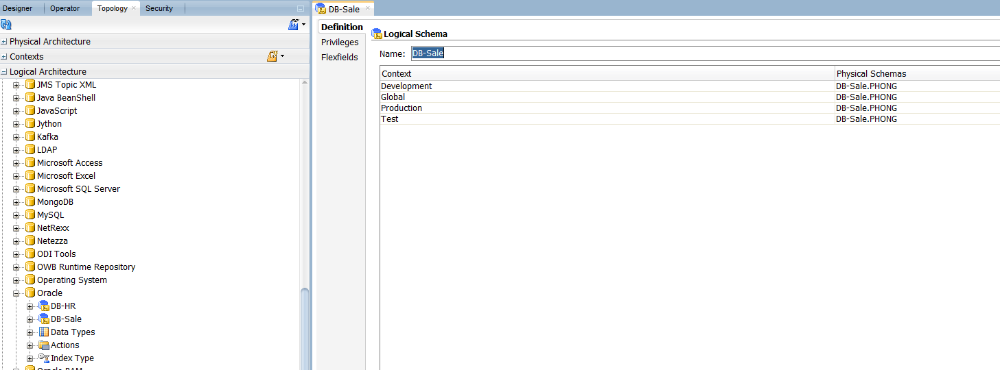 Designer Operator Topology Security
Physical Architecture
Contexts
Logical Architecture
JMS Topic XML
Java BeanShell
JavaScript
Jython
Kafka
LDAP
Microsoft Access
Microsoft Excel
Microsoft SQL Server
MongoDB
MySQL
NetRexx
Netezza
ODI Tools
OWB Runtime Repository
Operating System
Oracle
DB-HR
DB-Sale
Data Types
Actions
Index Type
Oracle BAM
DB-Sale
Definition
Privileges
Flexfields
Logical Schema
Name: DB-Sale
Context Physical Schemas
Development DB-Sale.PHONG
Global DB-Sale.PHONG
Production DB-Sale.PHONG
Test DB-Sale.PHONG